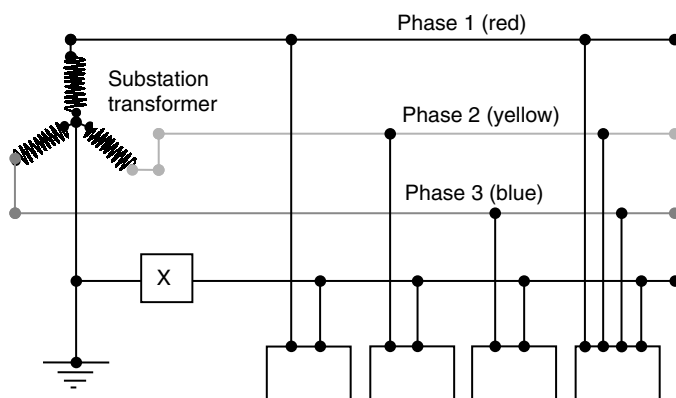 Phase 1 (red)
Substation
transformer
Phase 2 (yellow)
Phase 3 (blue)
X